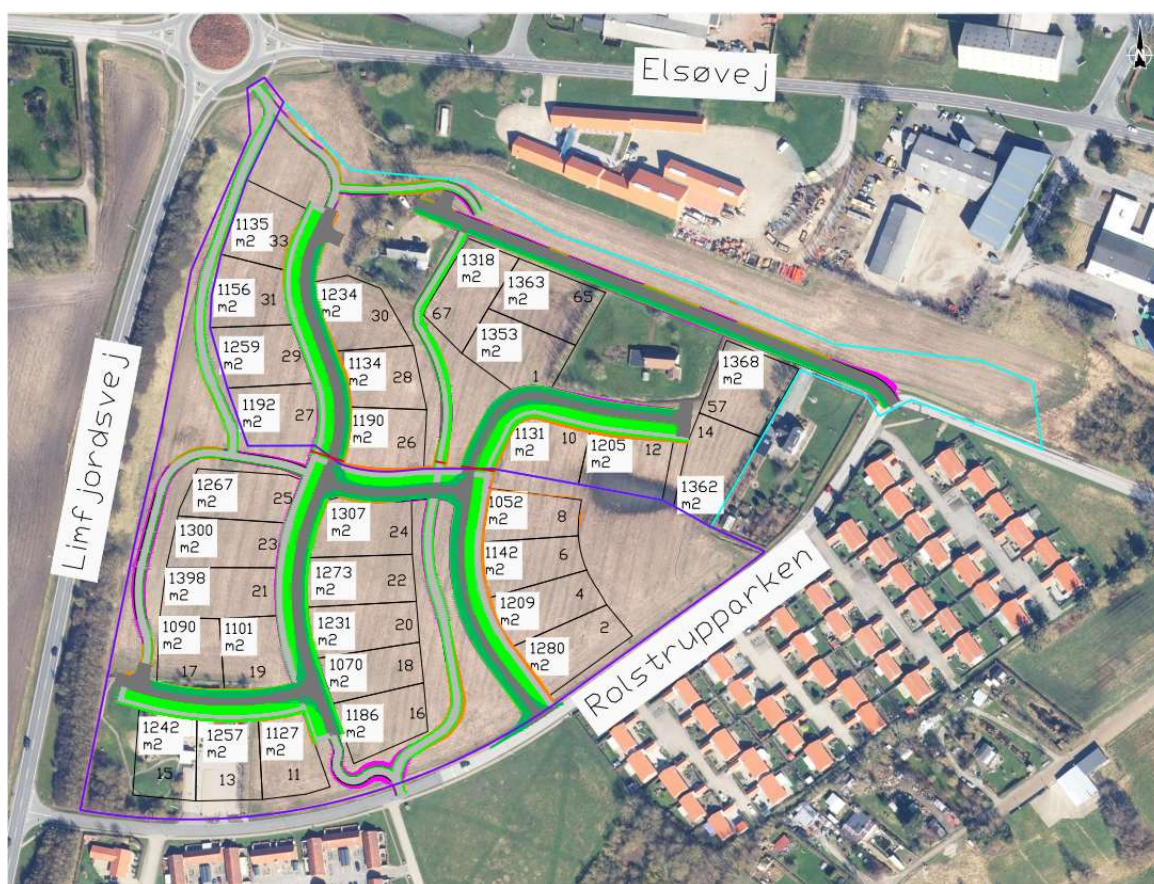 Elsøvej
N
1135
m2
33
1318
m2
1363
m2
1156
m2
31
1234
m2
30
67
65
1353
m2
1259
m2
29
1134
m2
28
1
1368
m2
57
1192
m2
27
1190
m2
26
1131
m2
10
1205
m2
12
14
1362
m2
Limfjordsvej
1267
m2
25
1307
m2
24
1052
m2
8
1300
m2
23
1142
m2
6
1398
m2
21
1273
m2
22
1209
m2
4
1090
m2
17
1101
m2
19
1231
m2
20
1280
m2
2
1070
m2
18
Rolstrupparken
1186
m2
16
1242
m2
15
1257
m2
13
1127
m2
11